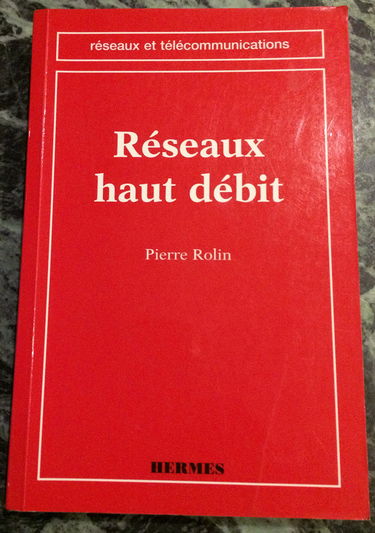 réseaux et télécommunications
Réseaux
haut débit
Pierre Rolin
HERMES